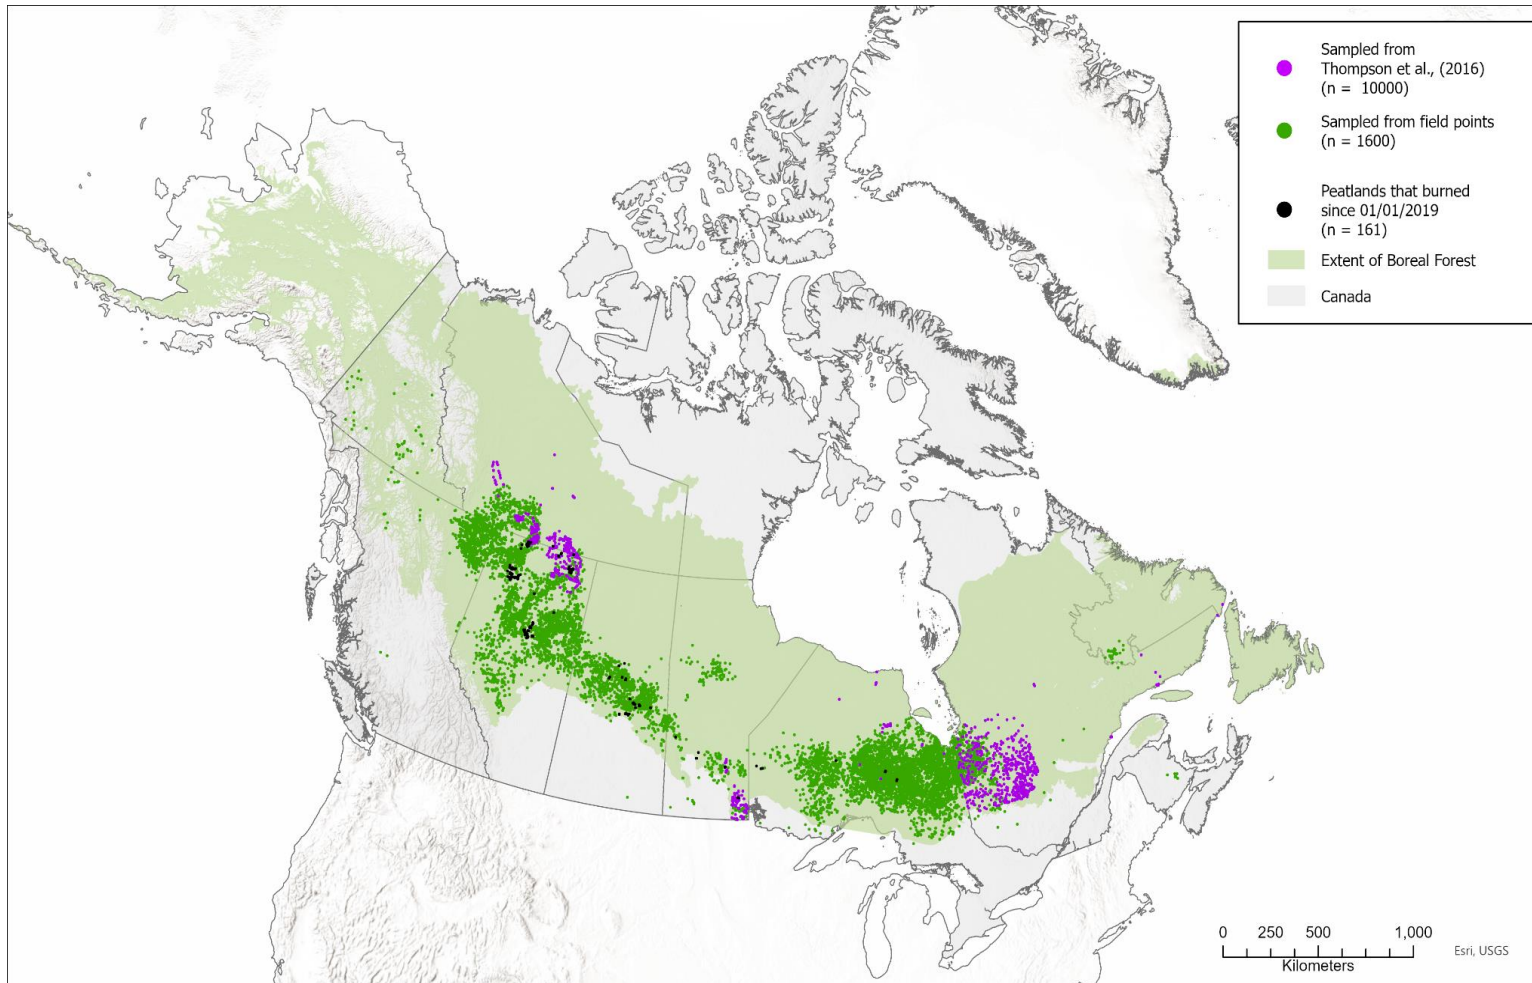 Sampled from
Thompson et al., (2016)
(n =  10000)
Sampled from field points
(n = 1600)
Peatlands that burned
since 01/01/2019
(n = 161)
Extent of Boreal Forest
Canada
0 250 500 1,000
Kilometers
Esri, USGS